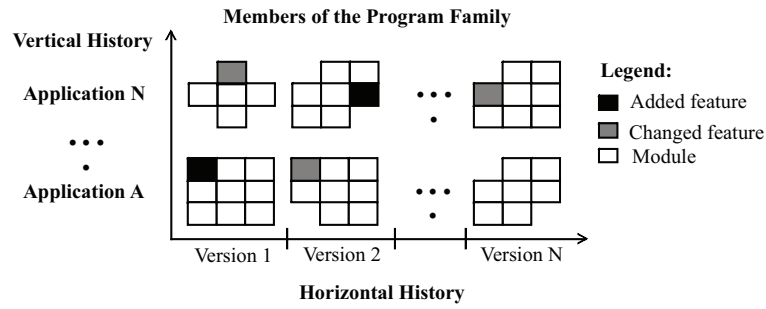 Members of the Program Family
Vertical History
Application N
Application A
Legend:
Added feature
Changed feature
Module
Version 1
Version 2
Version N
Horizontal History